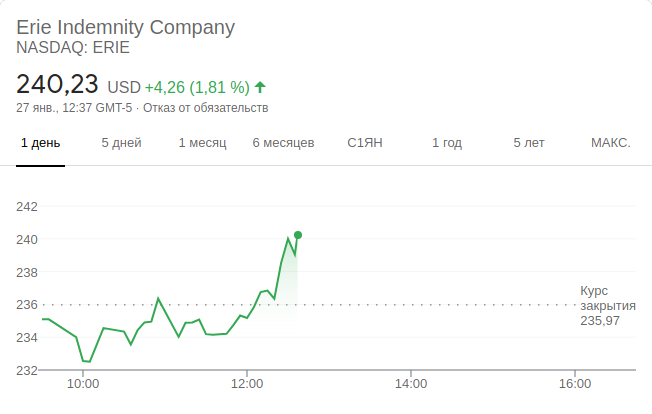 Erie Indemnity Company
NASDAQ: ERIE
240,23 USD +4,26 (1,81 %)
27 янв., 12:37 GMT-5 · Отказ от обязательств
1 день 5 дней 1 месяц 6 месяцев С1ЯН 1 год 5 лет МАКС.
242
240
238
236
234
232
Курс
закрытия
235,97
10:00 12:00 14:00 16:00